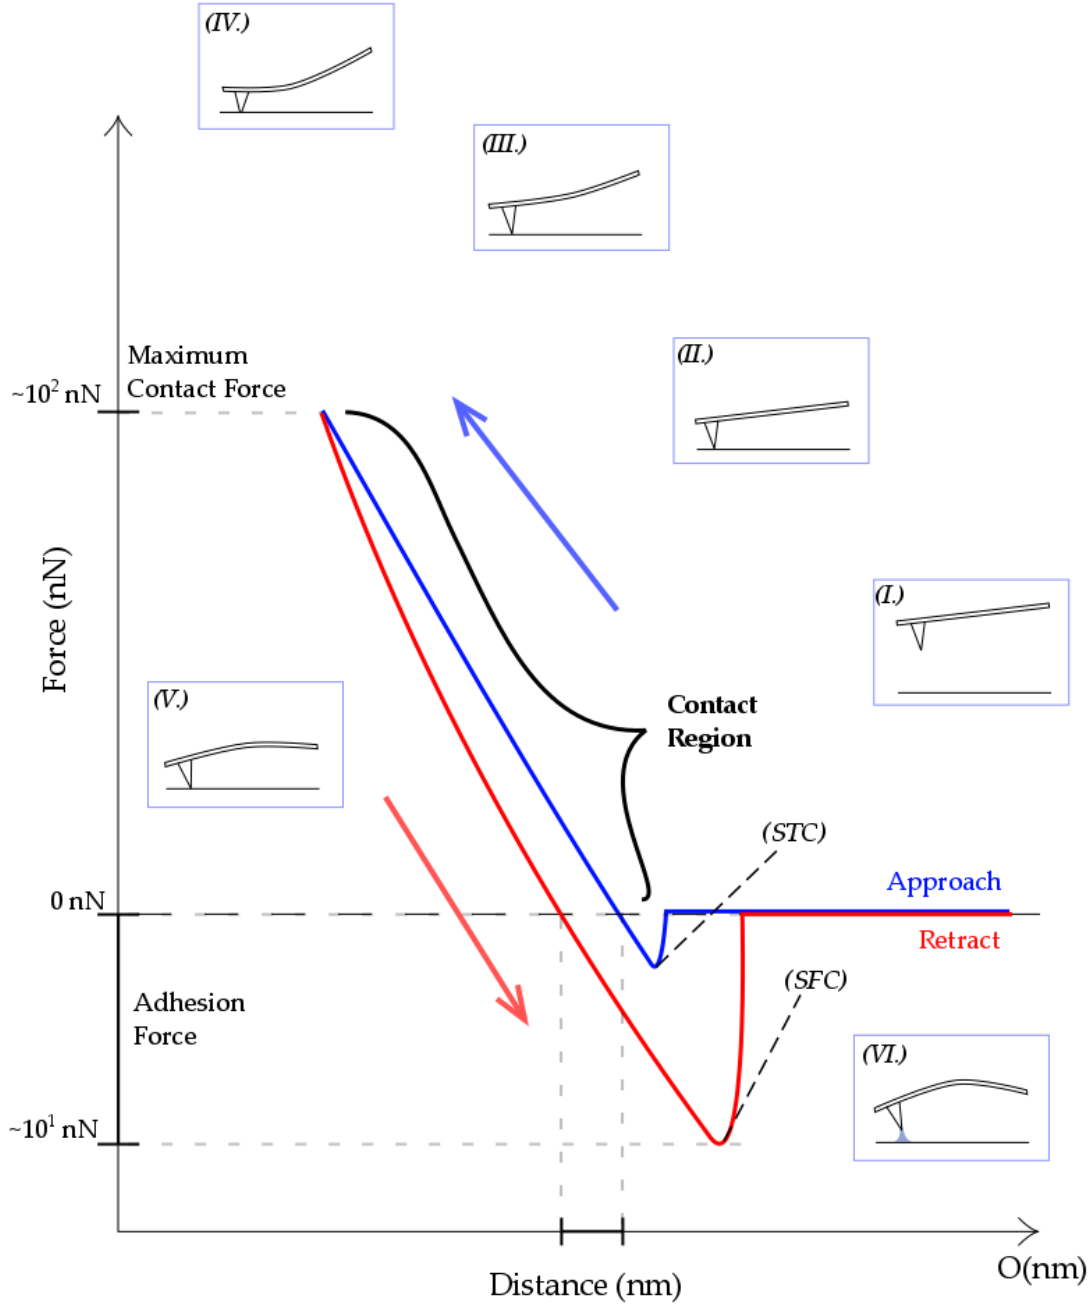 (IV.)
(III.)
Maximum
Contact Force
~10² nN
(II.)
Force (nN)
(I.)
(V.)
Contact
Region
(STC)
0 nN
Approach
Retract
(SFC)
Adhesion
Force
(VI.)
~10¹ nN
O(nm)
Distance (nm)